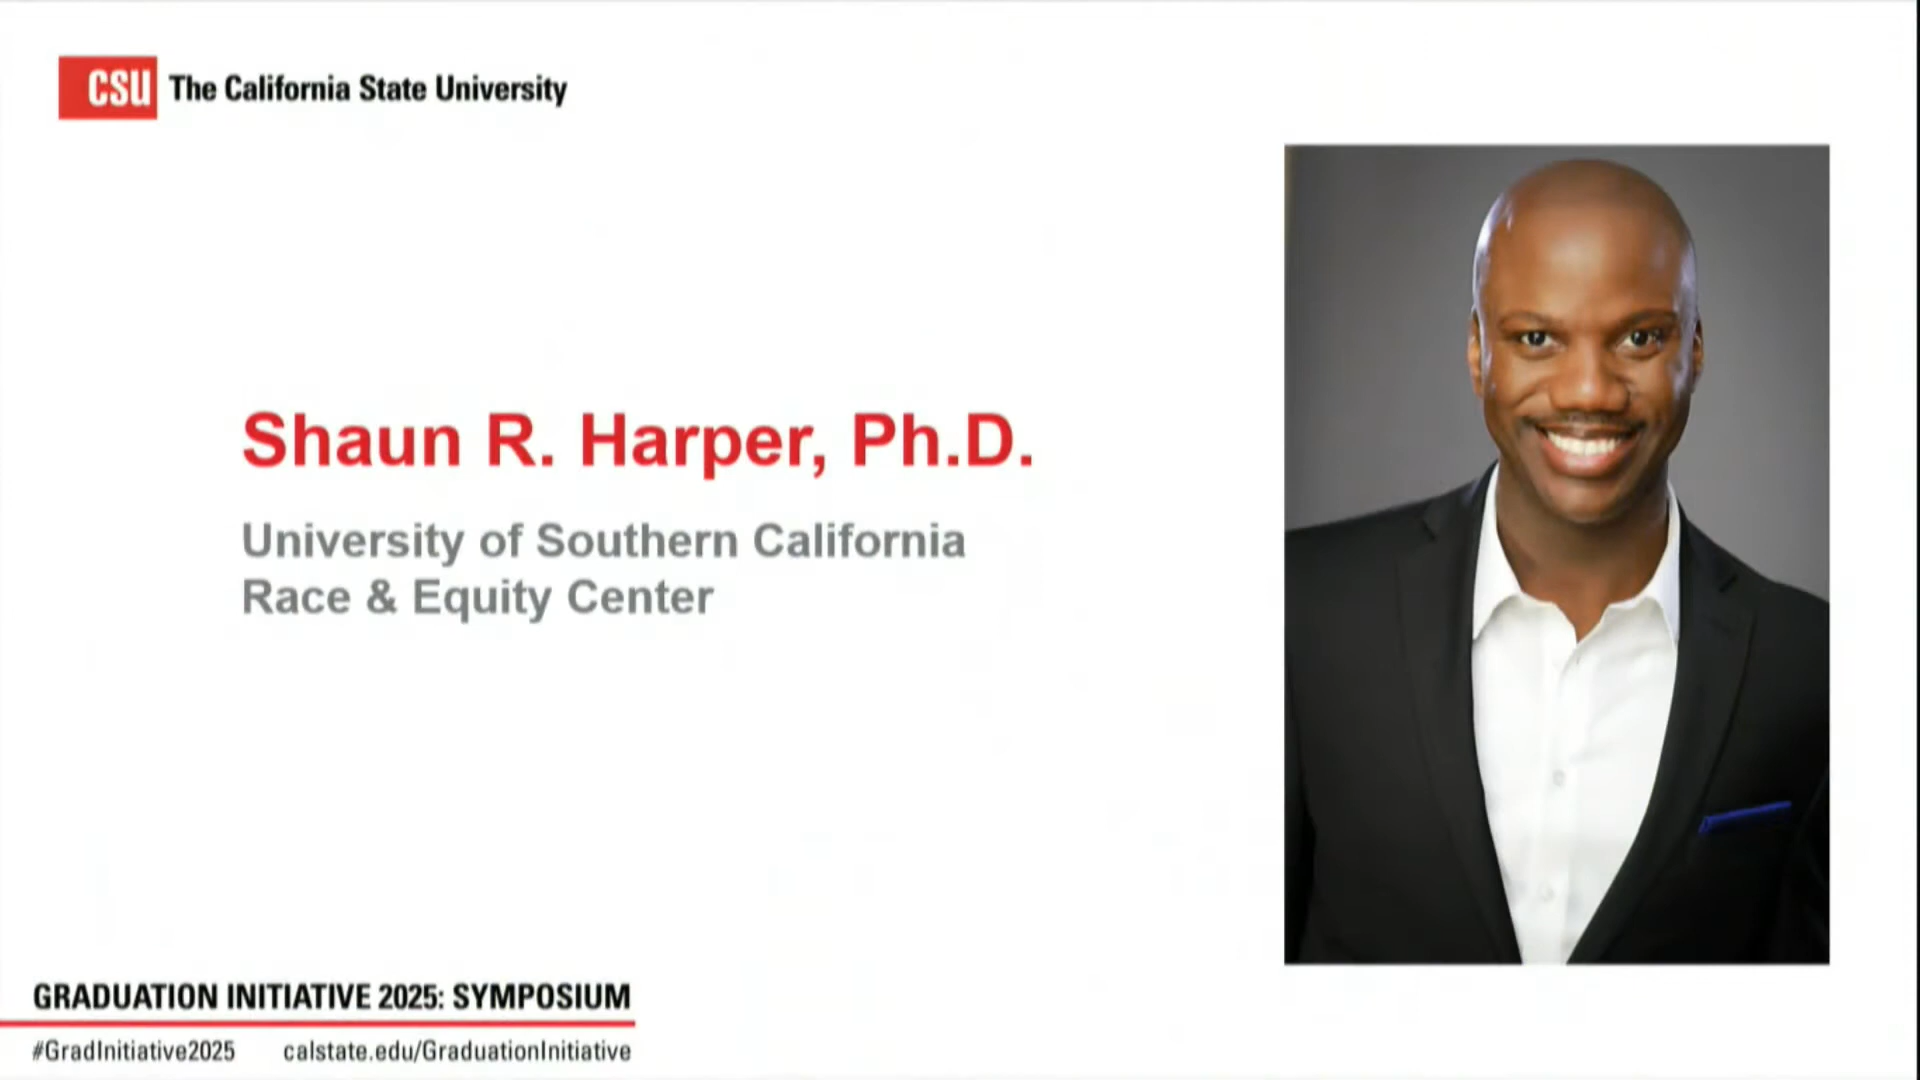 CSU The California State University
Shaun R. Harper, Ph.D.
University of Southern California
Race & Equity Center
GRADUATION INITIATIVE 2025: SYMPOSIUM
#GradInitiative2025 calstate.edu/GraduationInitiative